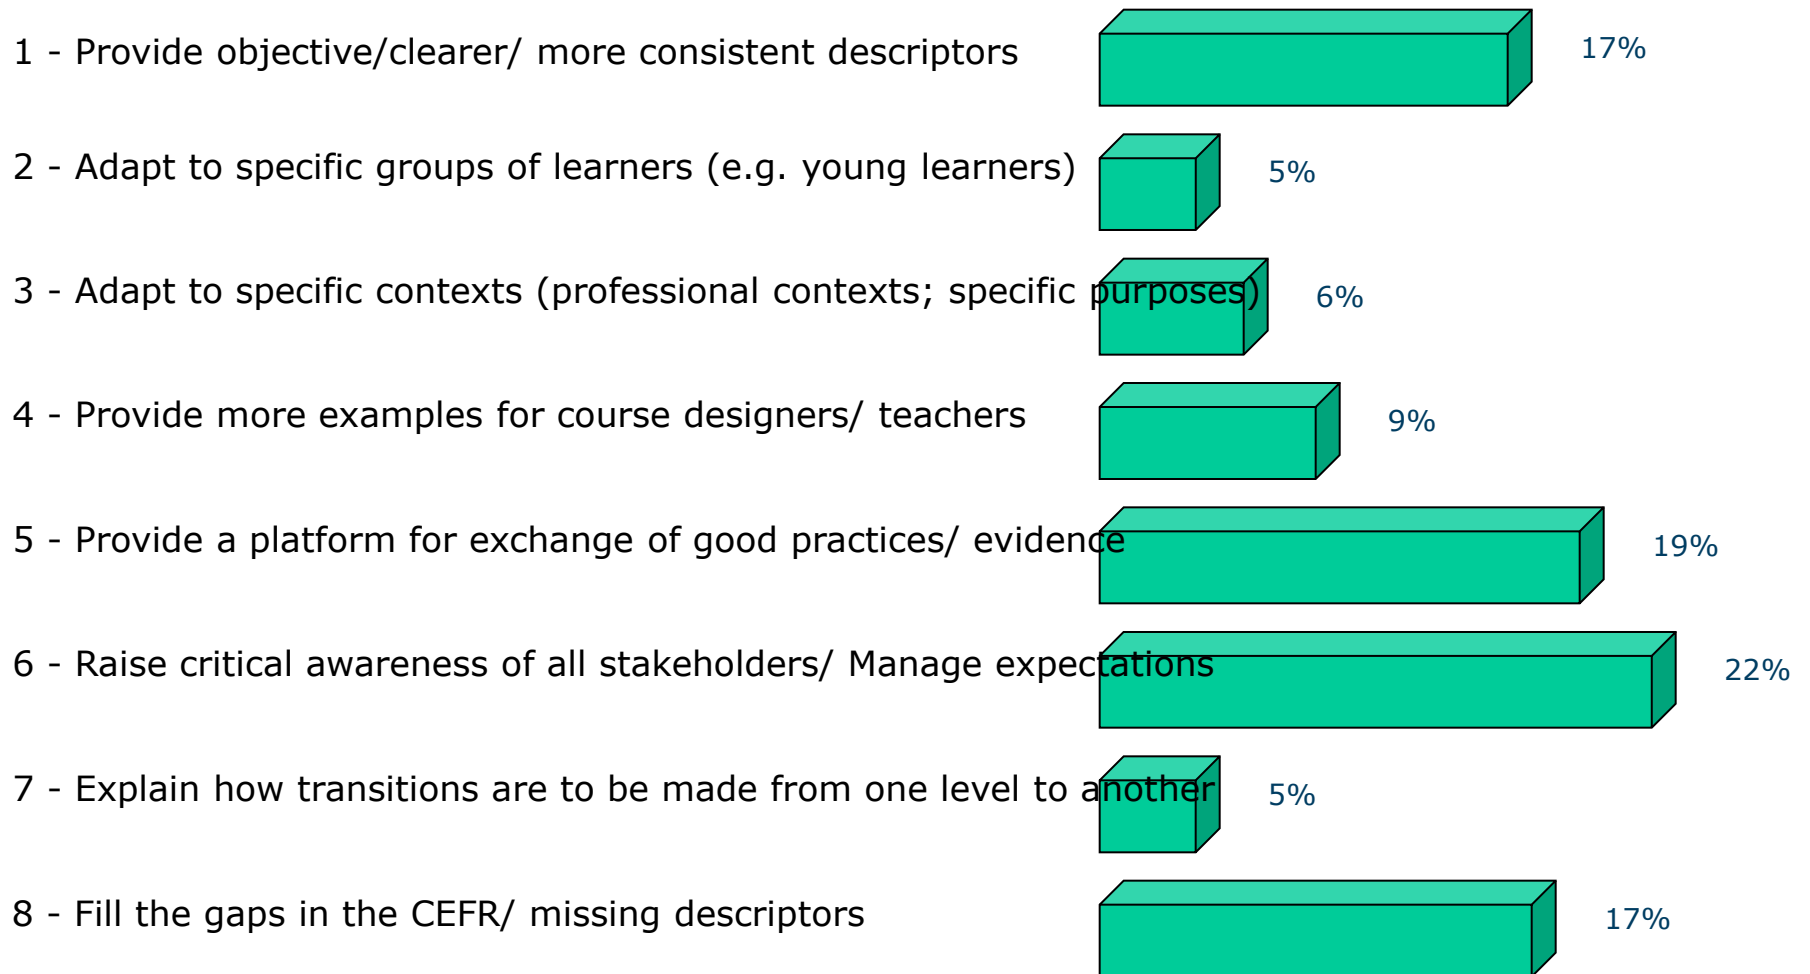 1 - Provide objective/clearer/ more consistent descriptors 17%
2 - Adapt to specific groups of learners (e.g. young learners) 5%
3 - Adapt to specific contexts (professional contexts; specific purposes) 6%
4 - Provide more examples for course designers/ teachers 9%
5 - Provide a platform for exchange of good practices/ evidence 19%
6 - Raise critical awareness of all stakeholders/ Manage expectations 22%
7 - Explain how transitions are to be made from one level to another 5%
8 - Fill the gaps in the CEFR/ missing descriptors 17%